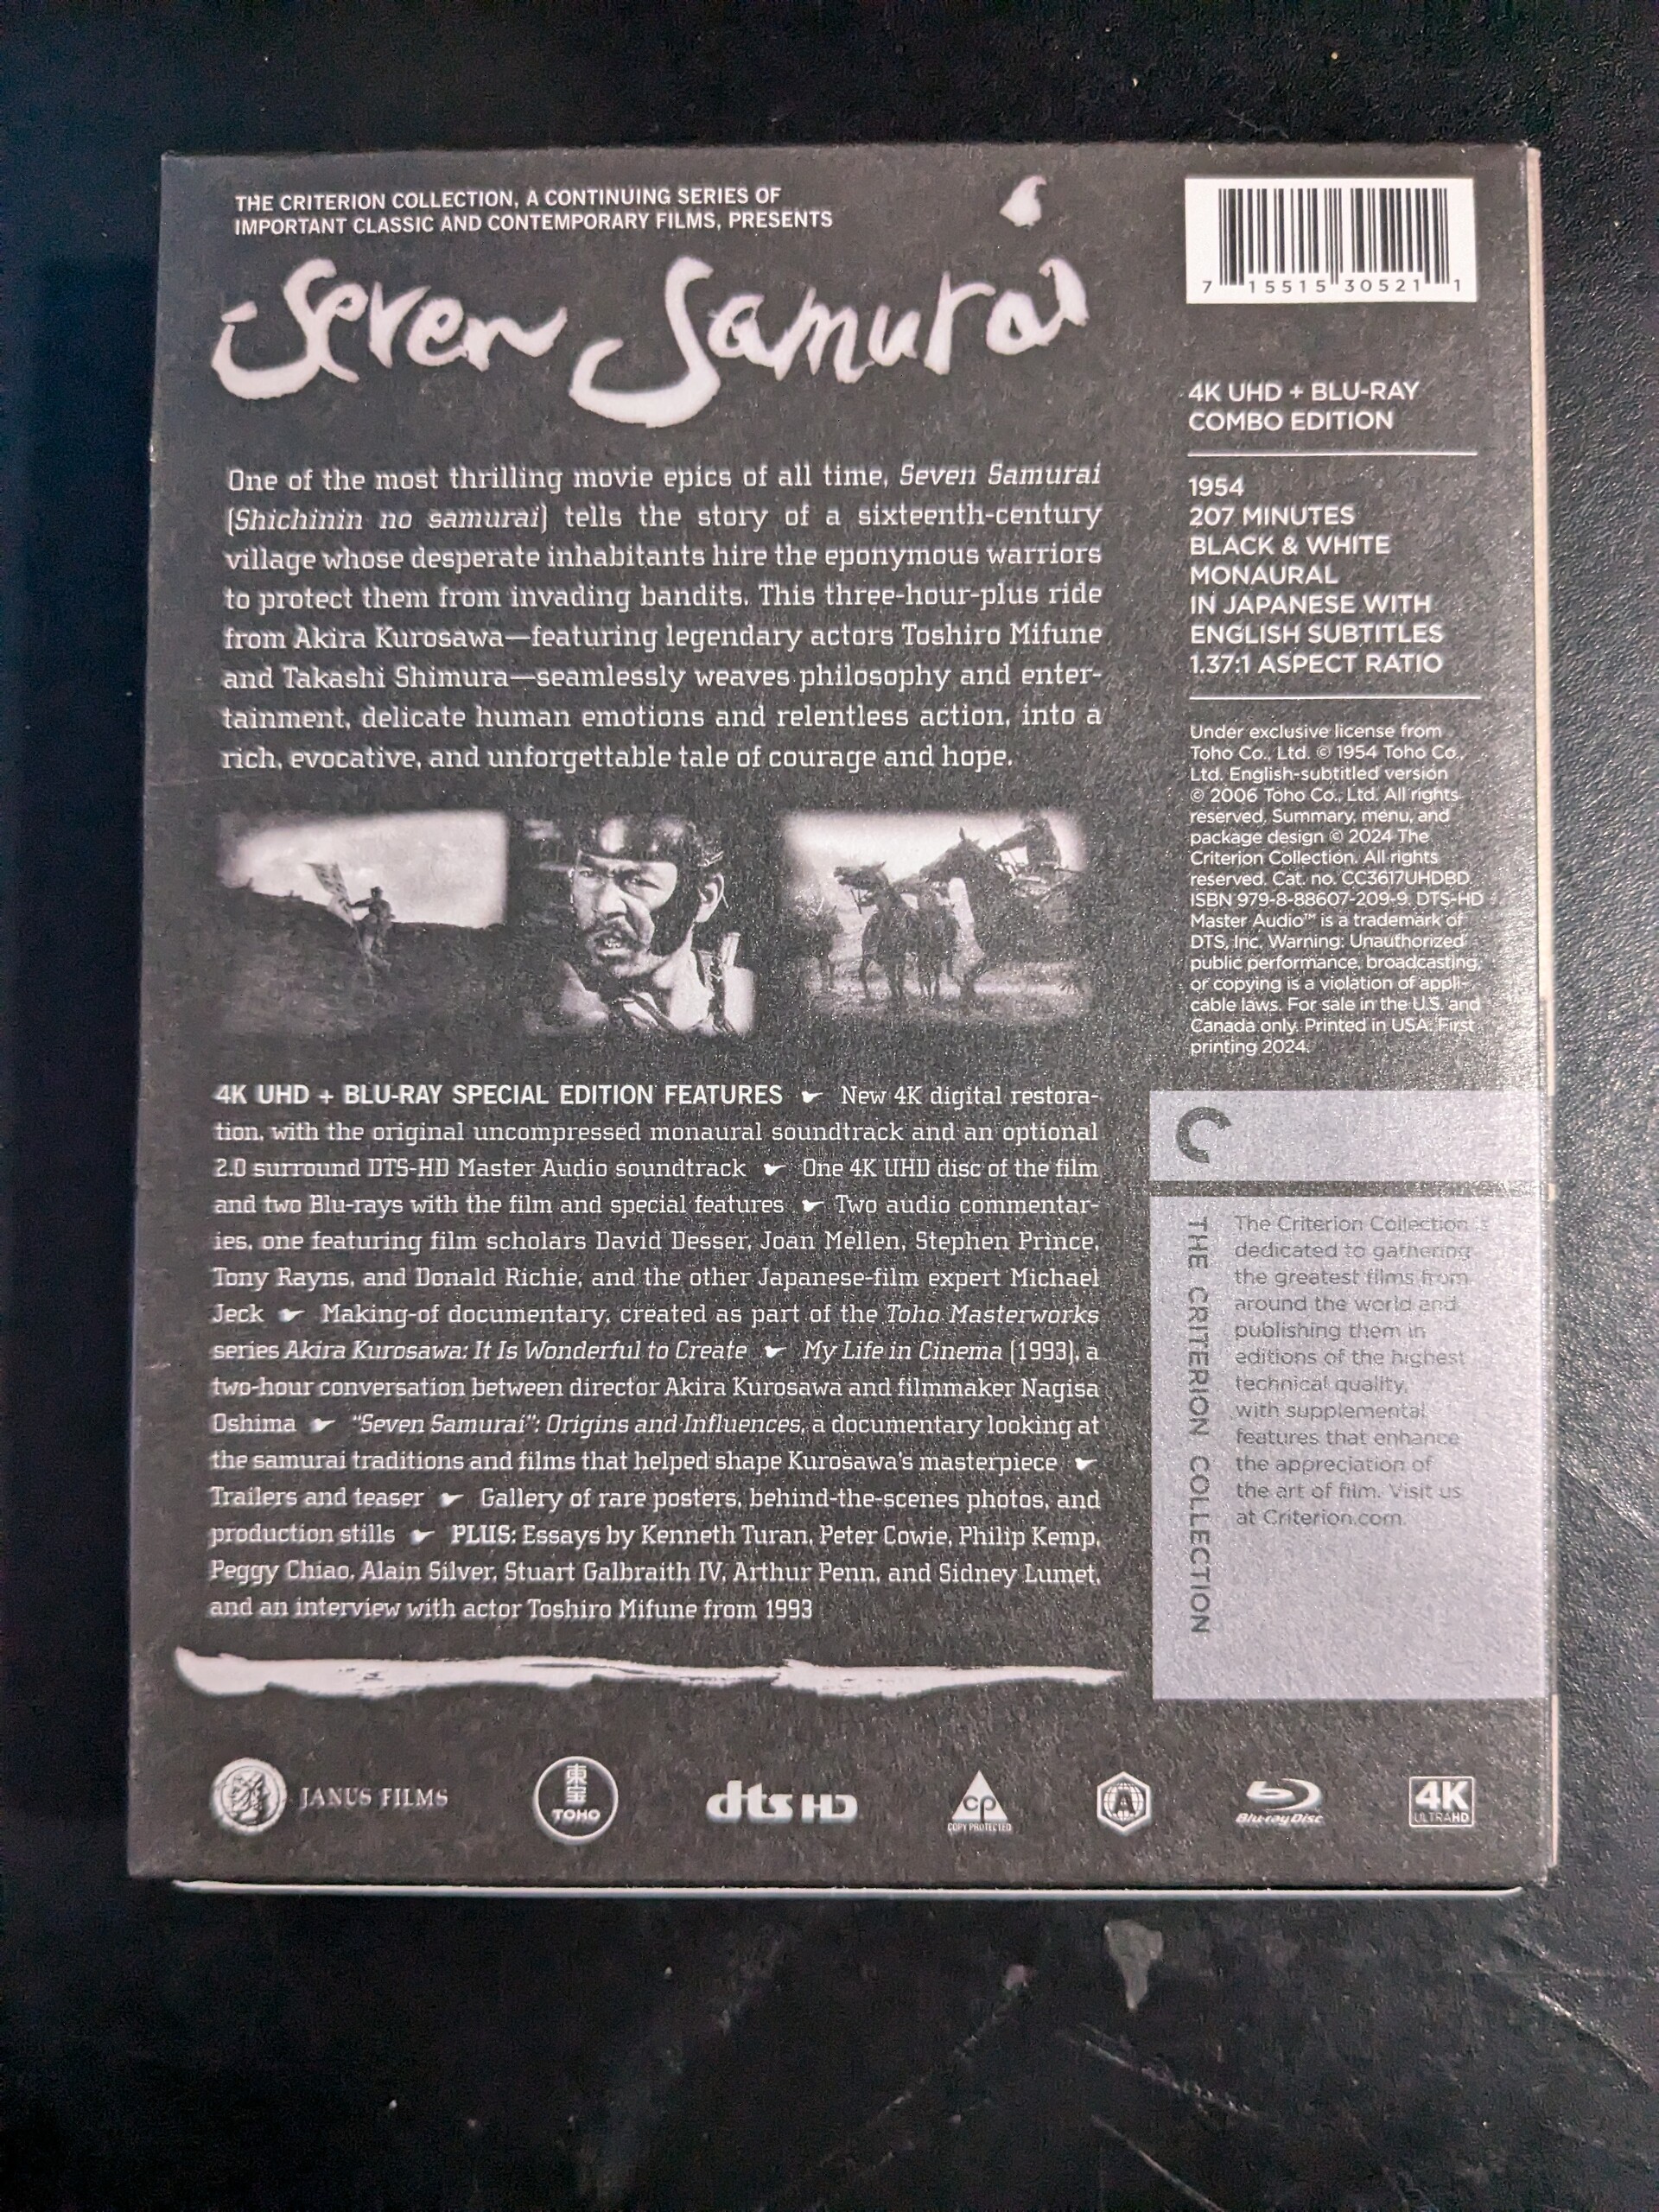 THE CRITERION COLLECTION, A CONTINUING SERIES OF
IMPORTANT CLASSIC AND CONTEMPORARY FILMS, PRESENTS
Seven Samurai
One of the most thrilling movie epics of all time, Seven Samurai
(Shichinin no samurai) tells the story of a sixteenth-century
village whose desperate inhabitants hire the eponymous warriors
to protect them from invading bandits. This three-hour-plus ride
from Akira Kurosawa—featuring legendary actors Toshiro Mifune
and Takashi Shimura—seamlessly weaves philosophy and enter-
tainment, delicate human emotions and relentless action, into a
rich, evocative, and unforgettable tale of courage and hope.
4K UHD + BLU-RAY SPECIAL EDITION FEATURES ☛ New 4K digital restora-
tion, with the original uncompressed monaural soundtrack and an optional
2.0 surround DTS-HD Master Audio soundtrack ☛ One 4K UHD disc of the film
and two Blu-rays with the film and special features ☛ Two audio commentar-
ies, one featuring film scholars David Desser, Joan Mellen, Stephen Prince,
Tony Rayns, and Donald Richie, and the other Japanese-film expert Michael
Jeck ☛ Making-of documentary, created as part of the Toho Masterworks
series Akira Kurosawa: It Is Wonderful to Create ☛ My Life in Cinema (1993), a
two-hour conversation between director Akira Kurosawa and filmmaker Nagisa
Oshima ☛ “Seven Samurai”: Origins and Influences, a documentary looking at
the samurai traditions and films that helped shape Kurosawa’s masterpiece ☛
Trailers and teaser ☛ Gallery of rare posters, behind-the-scenes photos, and
production stills ☛ PLUS: Essays by Kenneth Turan, Peter Cowie, Philip Kemp,
Peggy Chiao, Alain Silver, Stuart Galbraith IV, Arthur Penn, and Sidney Lumet,
and an interview with actor Toshiro Mifune from 1993
7 15515 30521 1
4K UHD + BLU-RAY
COMBO EDITION
1954
207 MINUTES
BLACK & WHITE
MONAURAL
IN JAPANESE WITH
ENGLISH SUBTITLES
1.37:1 ASPECT RATIO
Under exclusive license from
Toho Co., Ltd. © 1954 Toho Co.,
Ltd. English-subtitled version
© 2006 Toho Co., Ltd. All rights
reserved. Summary, menu, and
package design © 2024 The
Criterion Collection. All rights
reserved. Cat. no. CC3617UHDBD.
ISBN 979-8-88607-209-9. DTS-HD
Master Audio™ is a trademark of
DTS, Inc. Warning: Unauthorized
public performance, broadcasting,
or copying is a violation of appli-
cable laws. For sale in the U.S. and
Canada only. Printed in USA. First
printing 2024.
THE CRITERION COLLECTION
The Criterion Collection is
dedicated to gathering
the greatest films from
around the world and
publishing them in
editions of the highest
technical quality,
with supplemental
features that enhance
the appreciation of
the art of film. Visit us
at Criterion.com.
JANUS FILMS
東宝
TOHO
dts HD
CP
COPY PROTECTED
A
Blu-ray Disc
4K
ULTRA HD